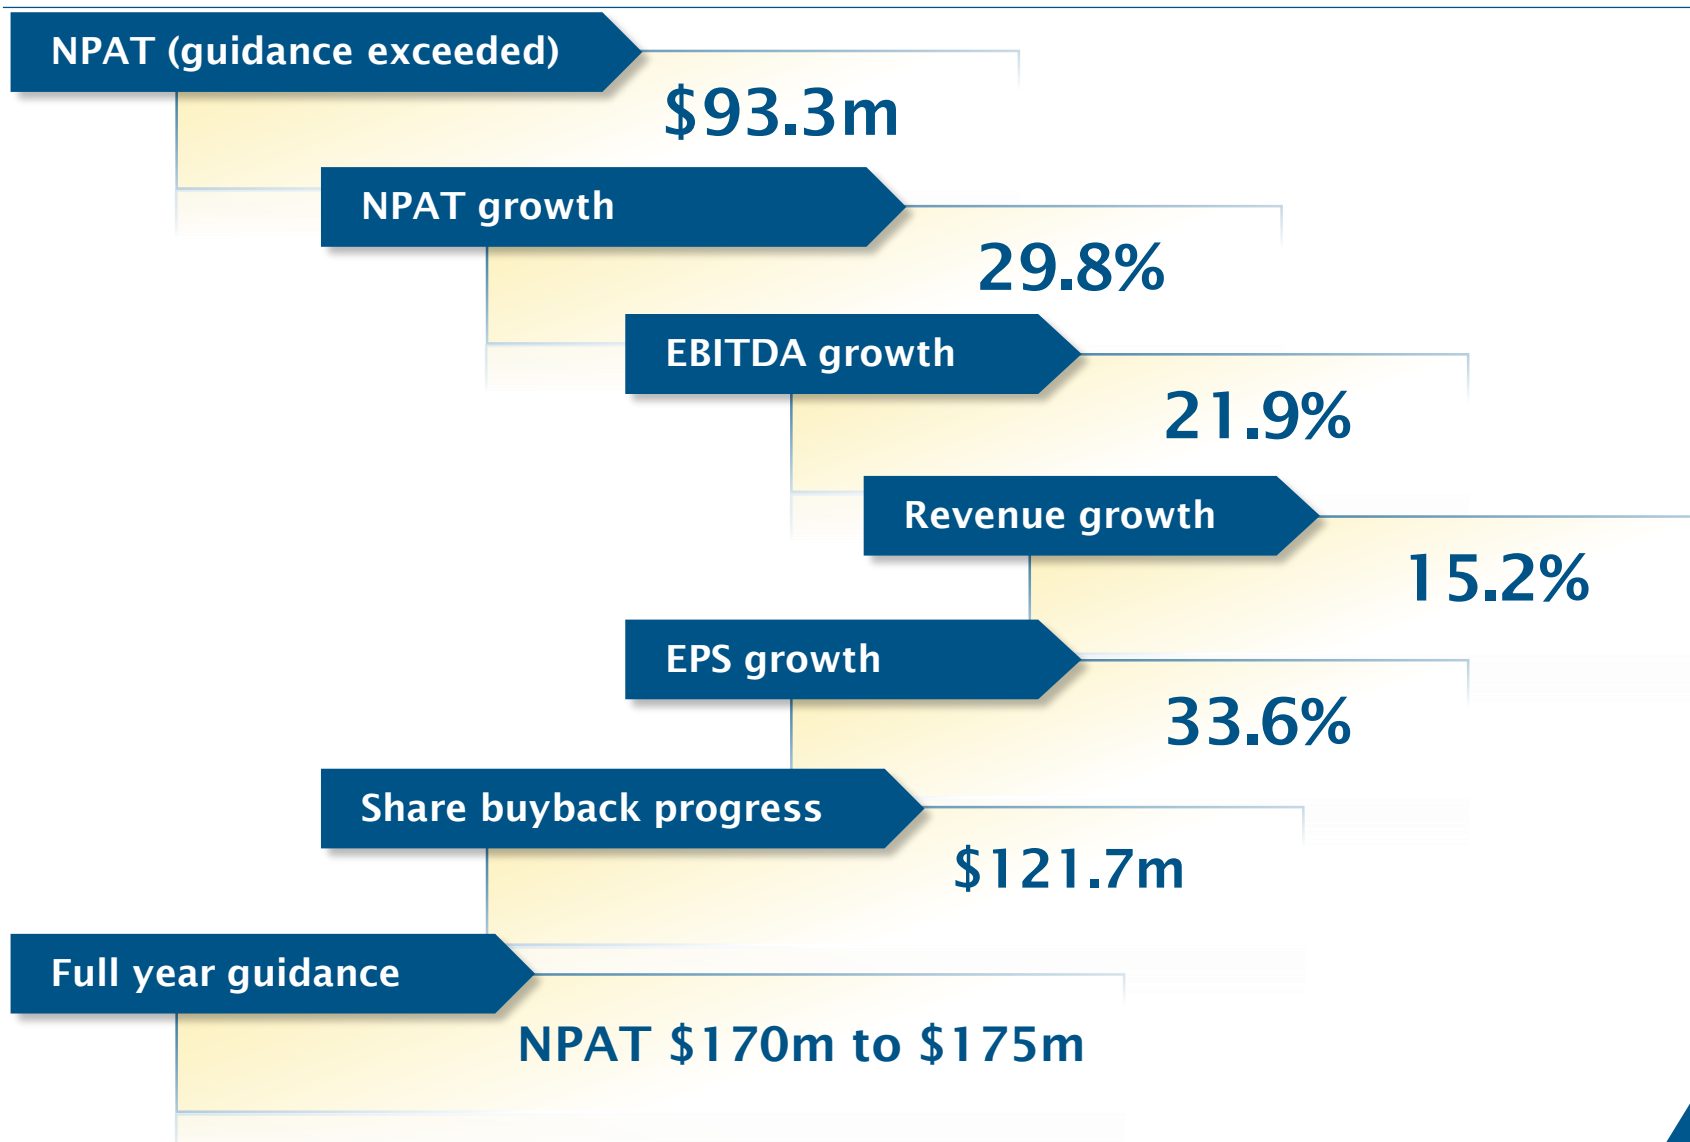 NPAT (guidance exceeded)
$93.3m
NPAT growth
29.8%
EBITDA growth
21.9%
Revenue growth
15.2%
EPS growth
33.6%
Share buyback progress
$121.7m
Full year guidance
NPAT $170m to $175m